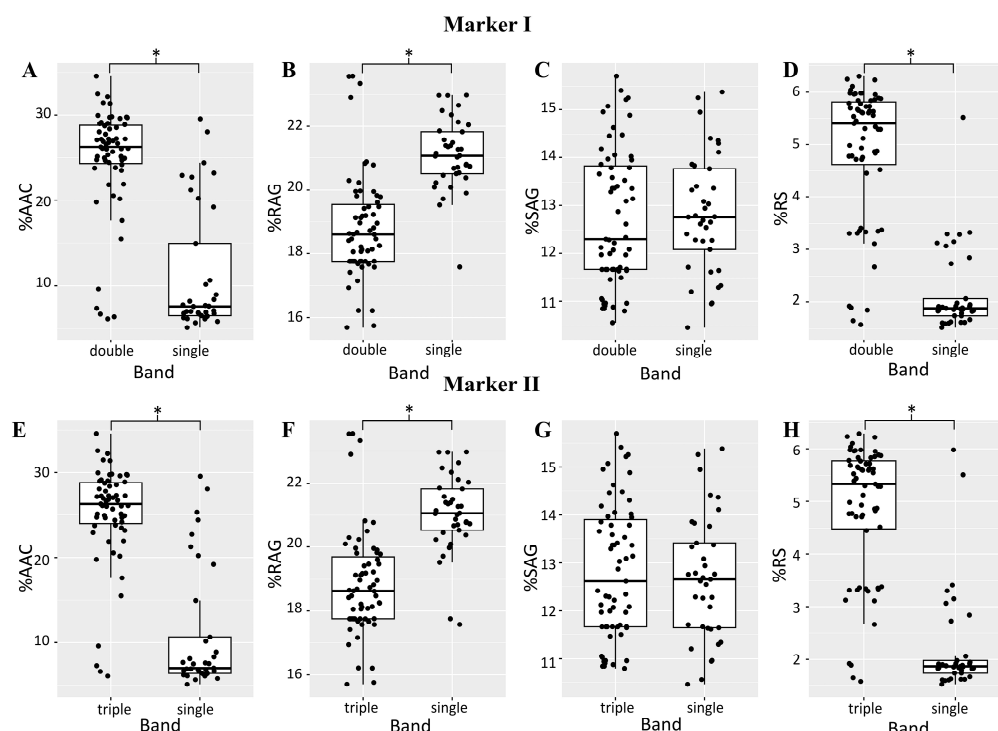 Marker I
A
*
%AAC
30
20
10
double single
Band
B
*
%RAG
22
20
18
16
double single
Band
C
%SAG
15
14
13
12
11
double single
Band
D
*
%RS
6
5
4
3
2
double single
Band
Marker II
E
*
%AAC
30
20
10
triple single
Band
F
*
%RAG
22
20
18
16
triple single
Band
G
%SAG
15
14
13
12
11
triple single
Band
H
*
%RS
6
5
4
3
2
triple single
Band